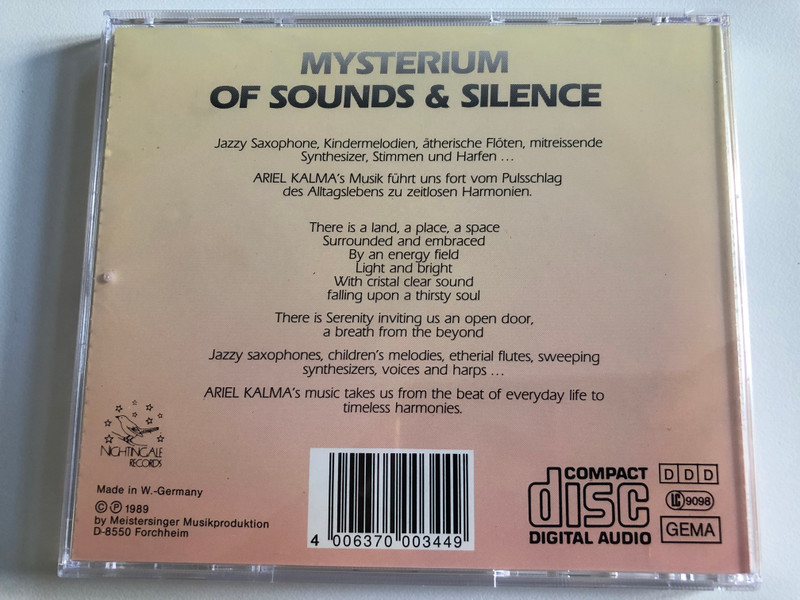 MYSTERIUM
OF SOUNDS & SILENCE
Jazzy Saxophone, Kindermelodien, ätherische Flöten, mitreissende
Synthesizer, Stimmen und Harfen ...
ARIEL KALMA's Musik führt uns fort vom Pulsschlag
des Alltagslebens zu zeitlosen Harmonien.
There is a land, a place, a space
Surrounded and embraced
By an energy field
Light and bright
With cristal clear sound
falling upon a thirsty soul
There is Serenity inviting us an open door,
a breath from the beyond
Jazzy saxophones, children's melodies, etherial flutes, sweeping
synthesizers, voices and harps ...
ARIEL KALMA's music takes us from the beat of everyday life to
timeless harmonies.
NIGHTINGALE
RECORDS
Made in W.-Germany
© ℗ 1989
by Meistersinger Musikproduktion
D-8550 Forchheim
4 006370 003449
COMPACT
disc
DIGITAL AUDIO
D D D
LC 9098
GEMA